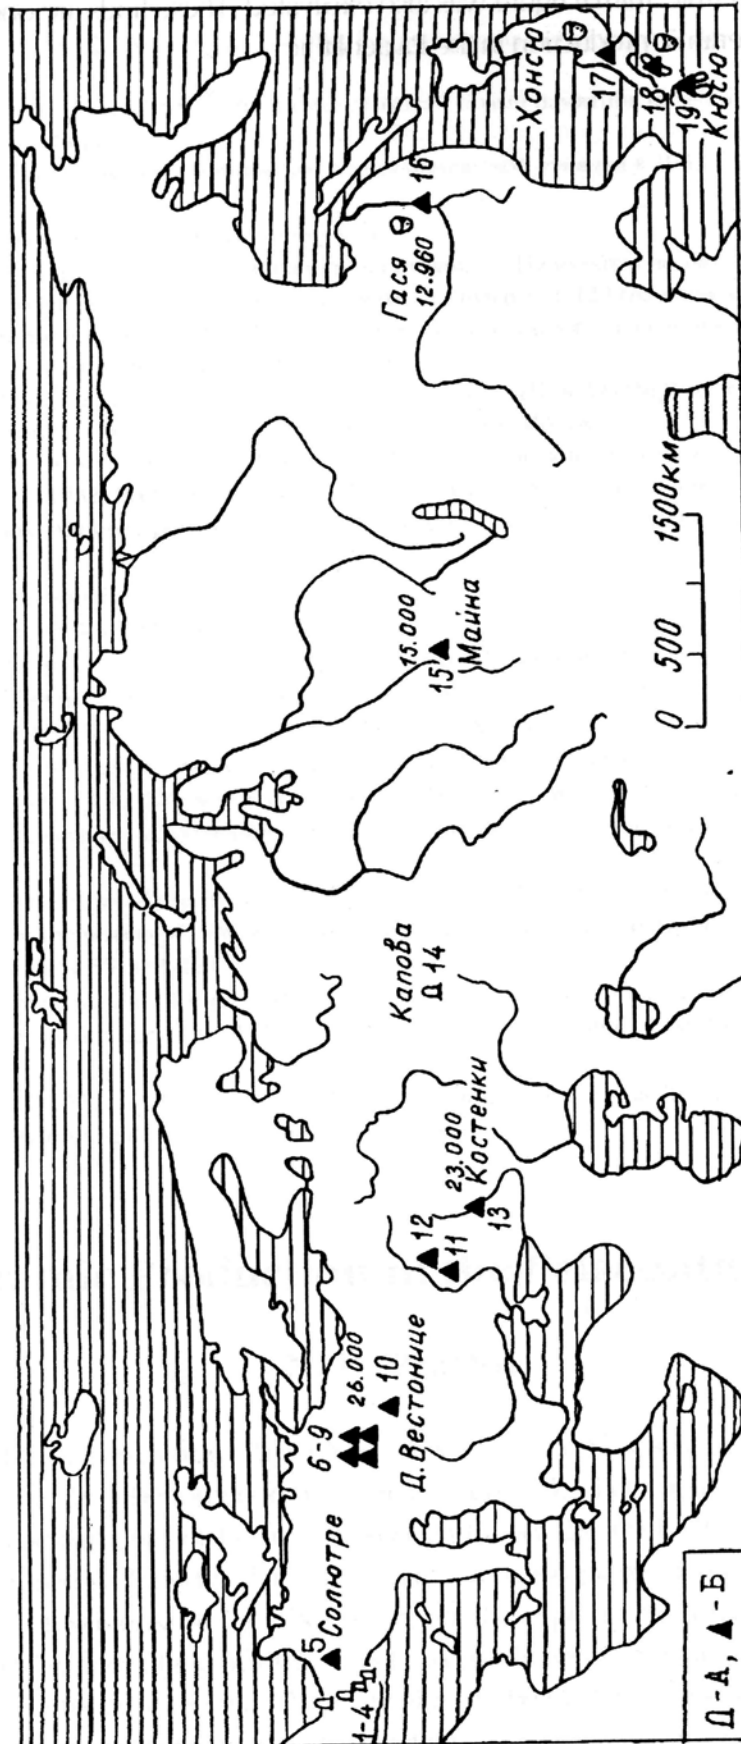 1-4
5
Солютре
6-9
26.000
Д. Вестонице
10
11
12
13
23.000
Костенки
Капова
Д 14
15.000
15
Майна
Гася
12.960
16
Хонсю
17
18
19
Кюсю
0 500 1500км
Д-А, ▲-Б